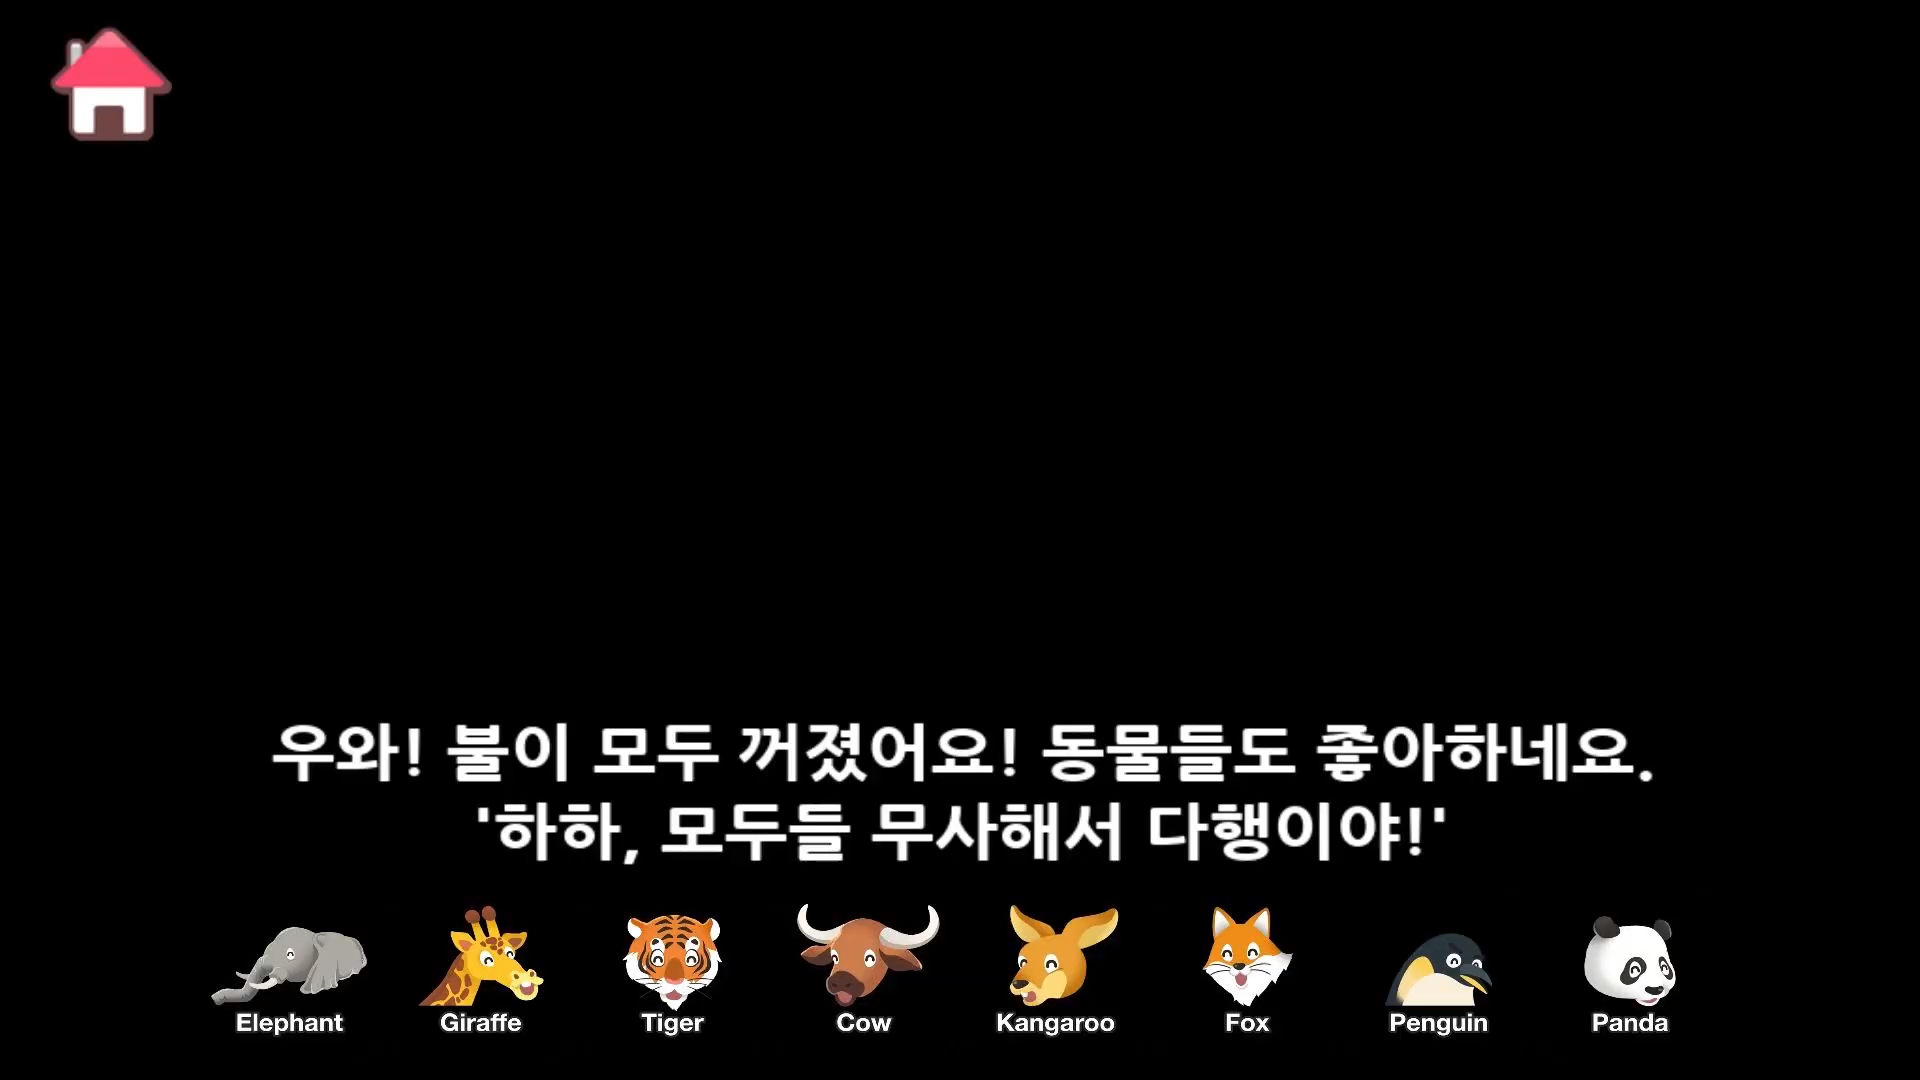 우와! 불이 모두 꺼졌어요! 동물들도 좋아하네요.
'하하, 모두들 무사해서 다행이야!'
Elephant Giraffe Tiger Cow Kangaroo Fox Penguin Panda